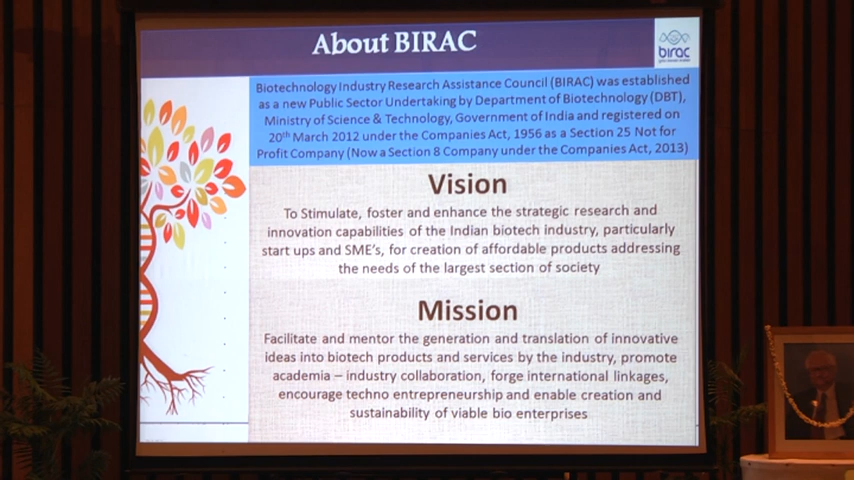 About BIRAC
birac
Biotechnology Industry Research Assistance Council (BIRAC) was established
as a new Public Sector Undertaking by Department of Biotechnology (DBT),
Ministry of Science & Technology, Government of India and registered on
20th March 2012 under the Companies Act, 1956 as a Section 25 Not for
Profit Company (Now a Section 8 Company under the Companies Act, 2013)
Vision
To Stimulate, foster and enhance the strategic research and
innovation capabilities of the Indian biotech industry, particularly
start ups and SME's, for creation of affordable products addressing
the needs of the largest section of society
Mission
Facilitate and mentor the generation and translation of innovative
ideas into biotech products and services by the industry, promote
academia – industry collaboration, forge international linkages,
encourage techno entrepreneurship and enable creation and
sustainability of viable bio enterprises